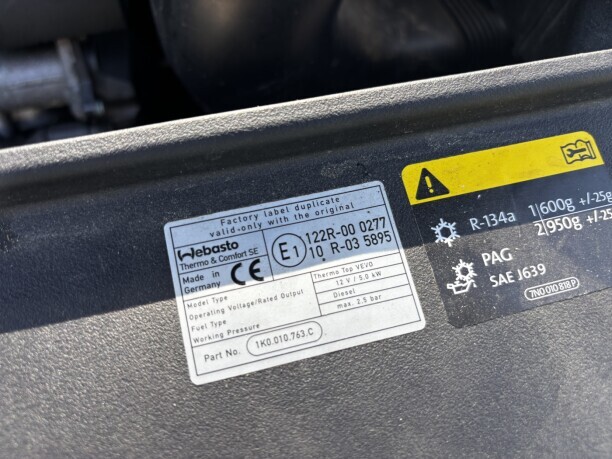 Factory label duplicate
valid-only with the original
Webasto
Thermo & Comfort SE
Made in
Germany
CE
E1
122R-00 0277
10 R-03 5895
Model Type
Thermo Top VEVO
Operating Voltage/Rated Output
12 V / 5.0 kW
Fuel Type
Diesel
Working Pressure
max. 2.5 bar
Part No.
1K0.010.763.C
R-134a
1|600g +/-25g
2|950g +/-25
PAG
SAE J639
7N0 010 818 P